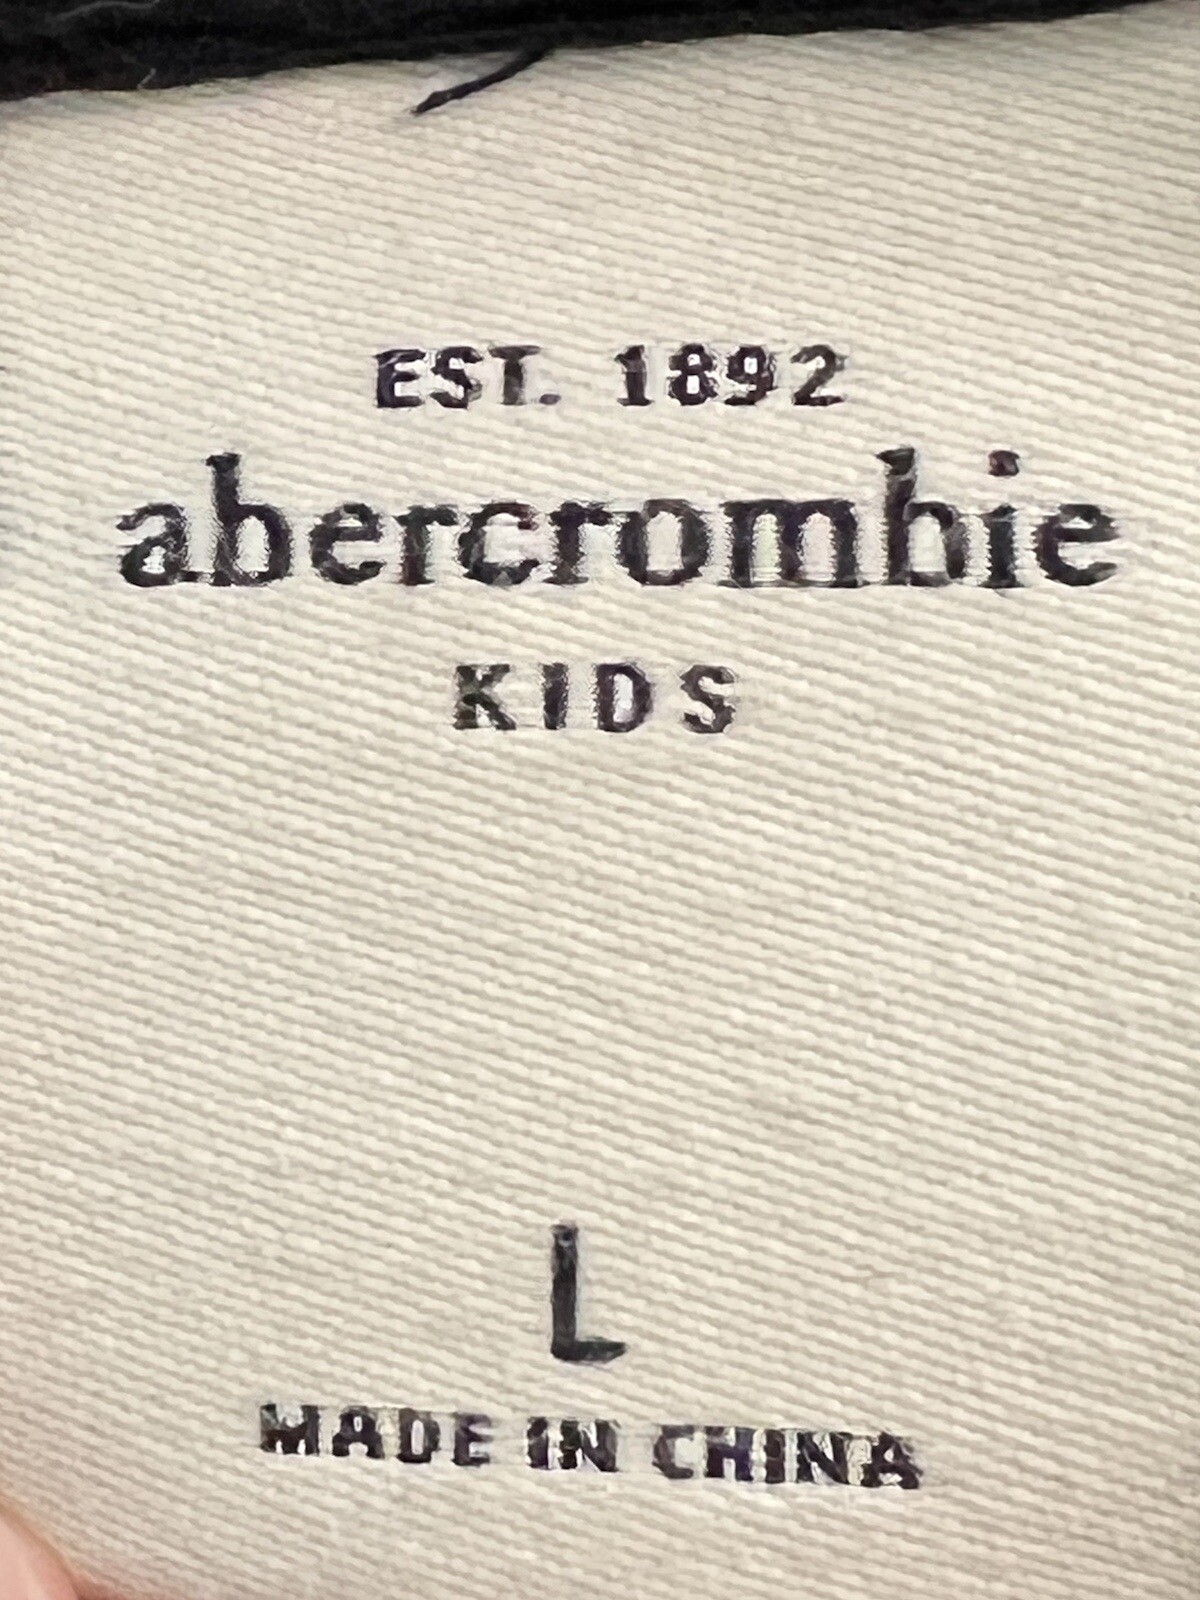 EST. 1892
abercrombie
KIDS
L
MADE IN CHINA